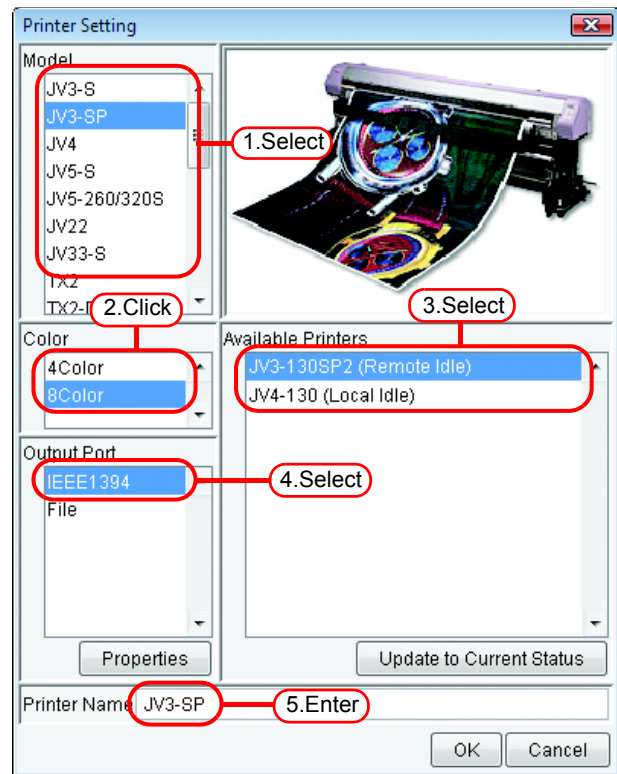 Printer Setting
Model
JV3-S
JV3-SP
JV4
JV5-S
JV5-260/320S
JV22
JV33-S
TX2
1.Select
2.Click
3.Select
Color
4Color
8Color
Available Printers
JV3-130SP2 (Remote Idle)
JV4-130 (Local Idle)
Output Port
IEEE1394
File
4.Select
Properties
Update to Current Status
Printer Name JV3-SP
5.Enter
OK Cancel